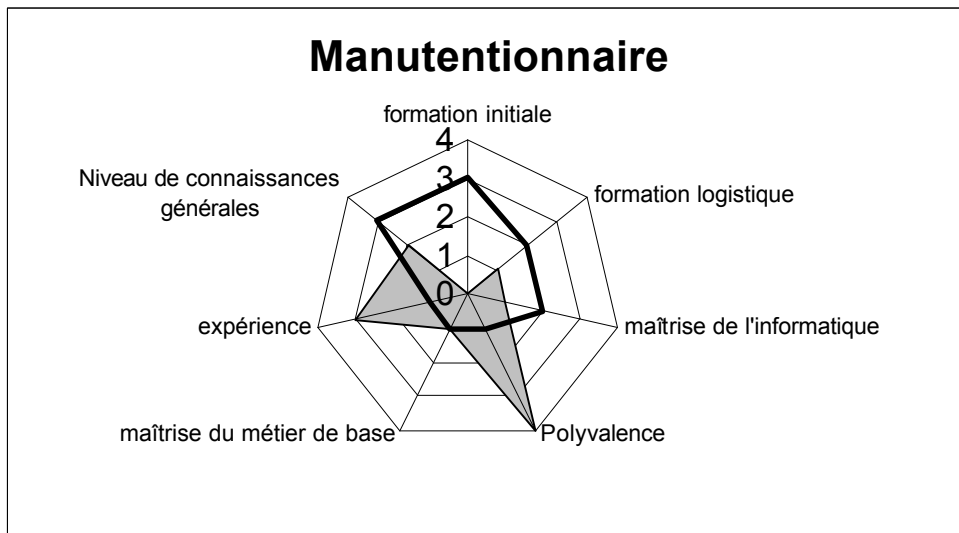 Manutentionnaire
formation initiale
4
3
2
1
0
Niveau de connaissances
générales
formation logistique
expérience
maîtrise de l'informatique
maîtrise du métier de base
Polyvalence